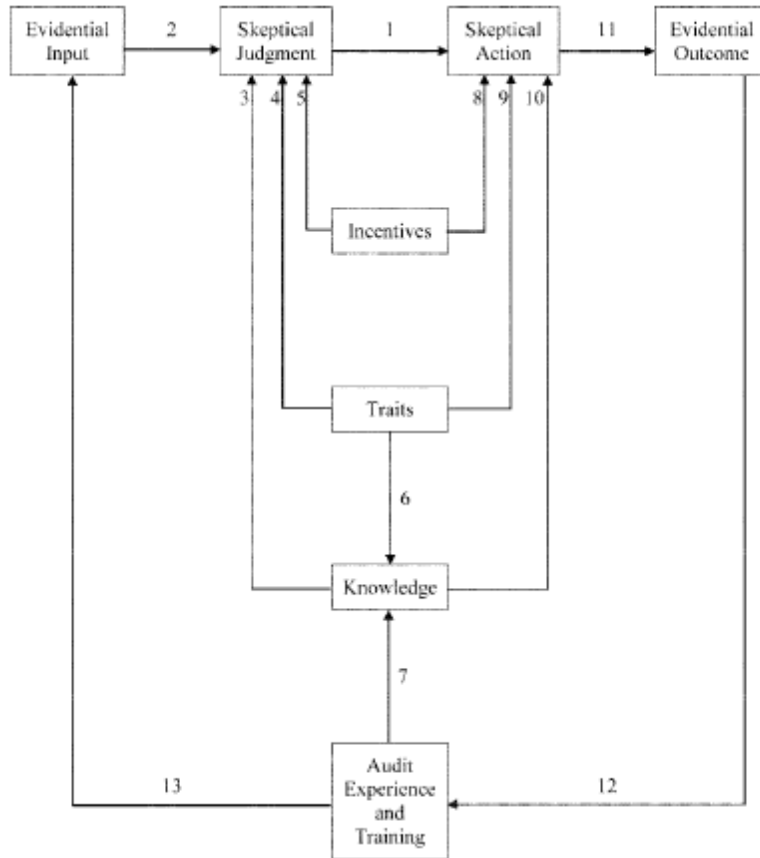 Evidential
Input
2
Skeptical
Judgment
1
Skeptical
Action
11
Evidential
Outcome
3
4
5
8
9
10
Incentives
Traits
6
Knowledge
7
Audit
Experience
and
Training
13
12